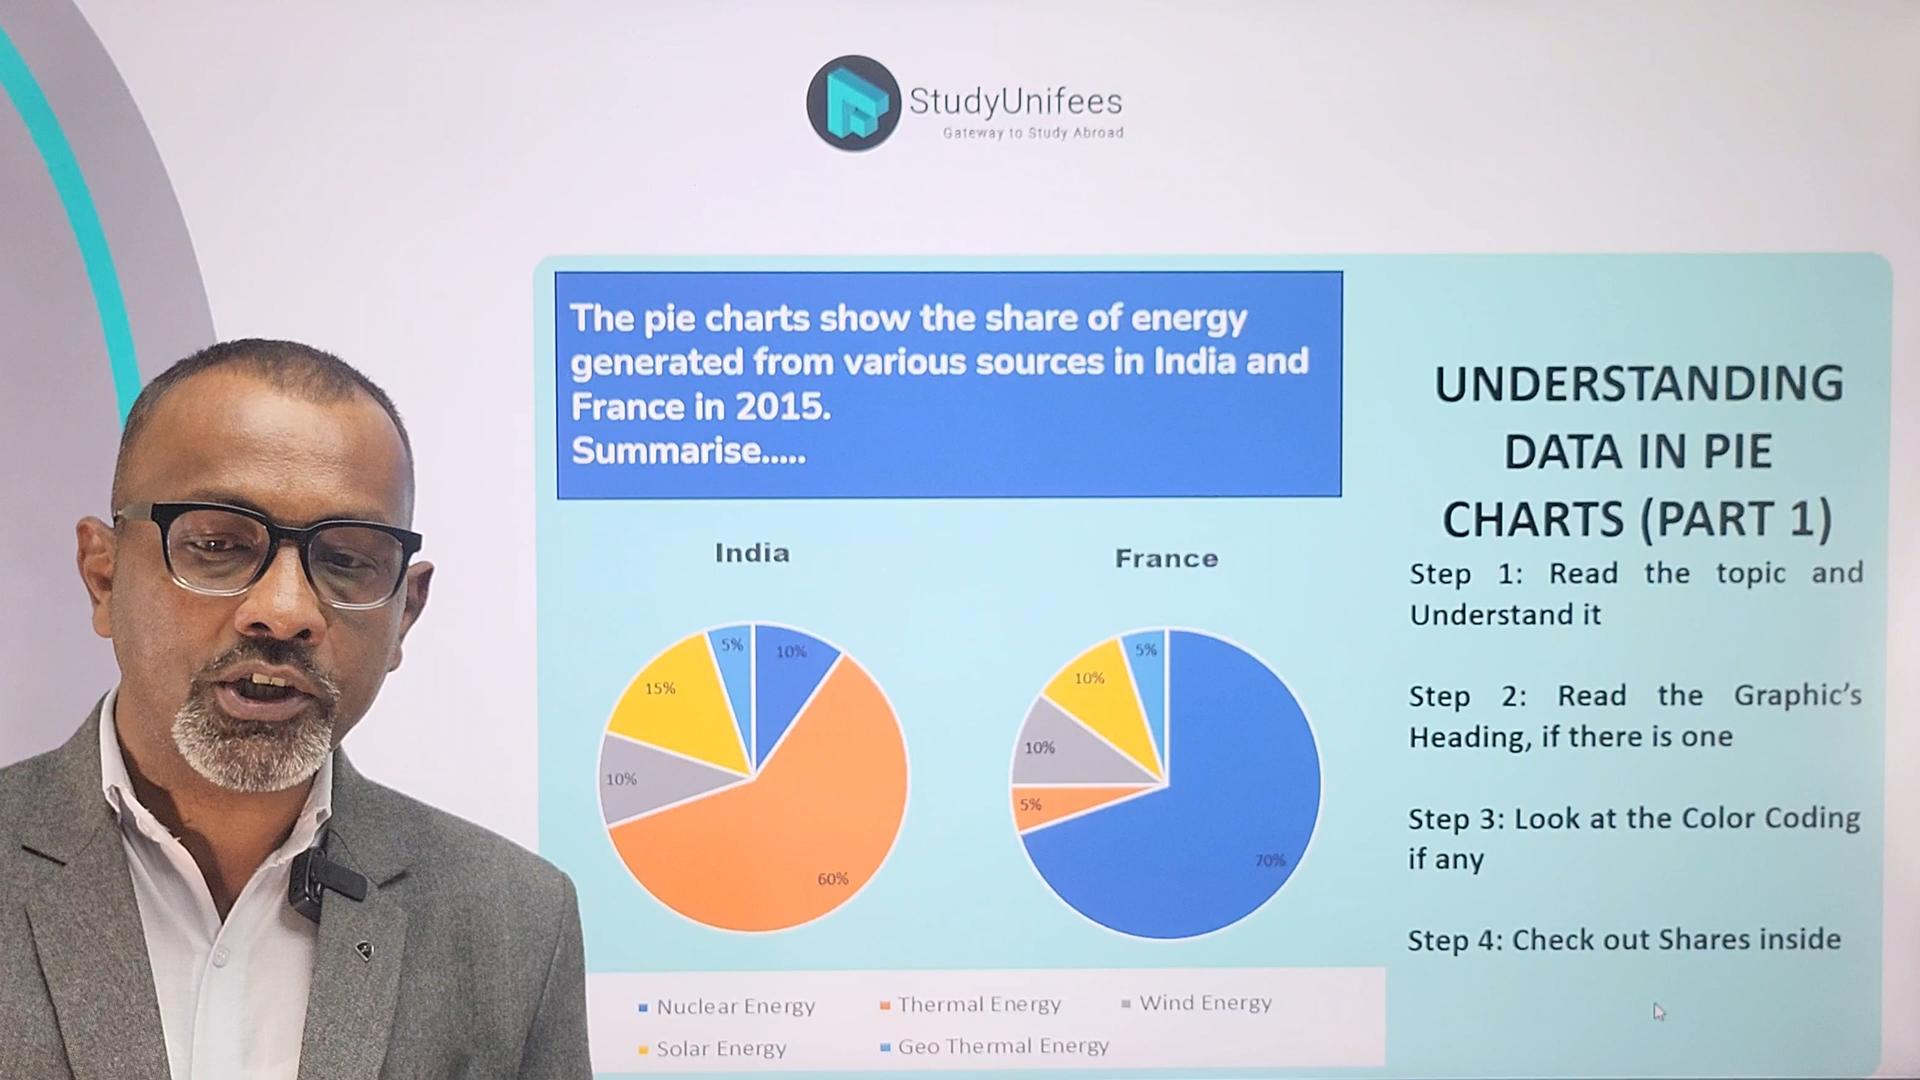 StudyUnifees
Gateway to Study Abroad
The pie charts show the share of energy
generated from various sources in India and
France in 2015.
Summarise.....
UNDERSTANDING
DATA IN PIE
CHARTS (PART 1)
Step 1: Read the topic and
Understand it
Step 2: Read the Graphic's
Heading, if there is one
Step 3: Look at the Color Coding
if any
Step 4: Check out Shares inside
India
5%
10%
15%
10%
60%
France
5%
10%
10%
5%
70%
Nuclear Energy
Thermal Energy
Wind Energy
Solar Energy
Geo Thermal Energy